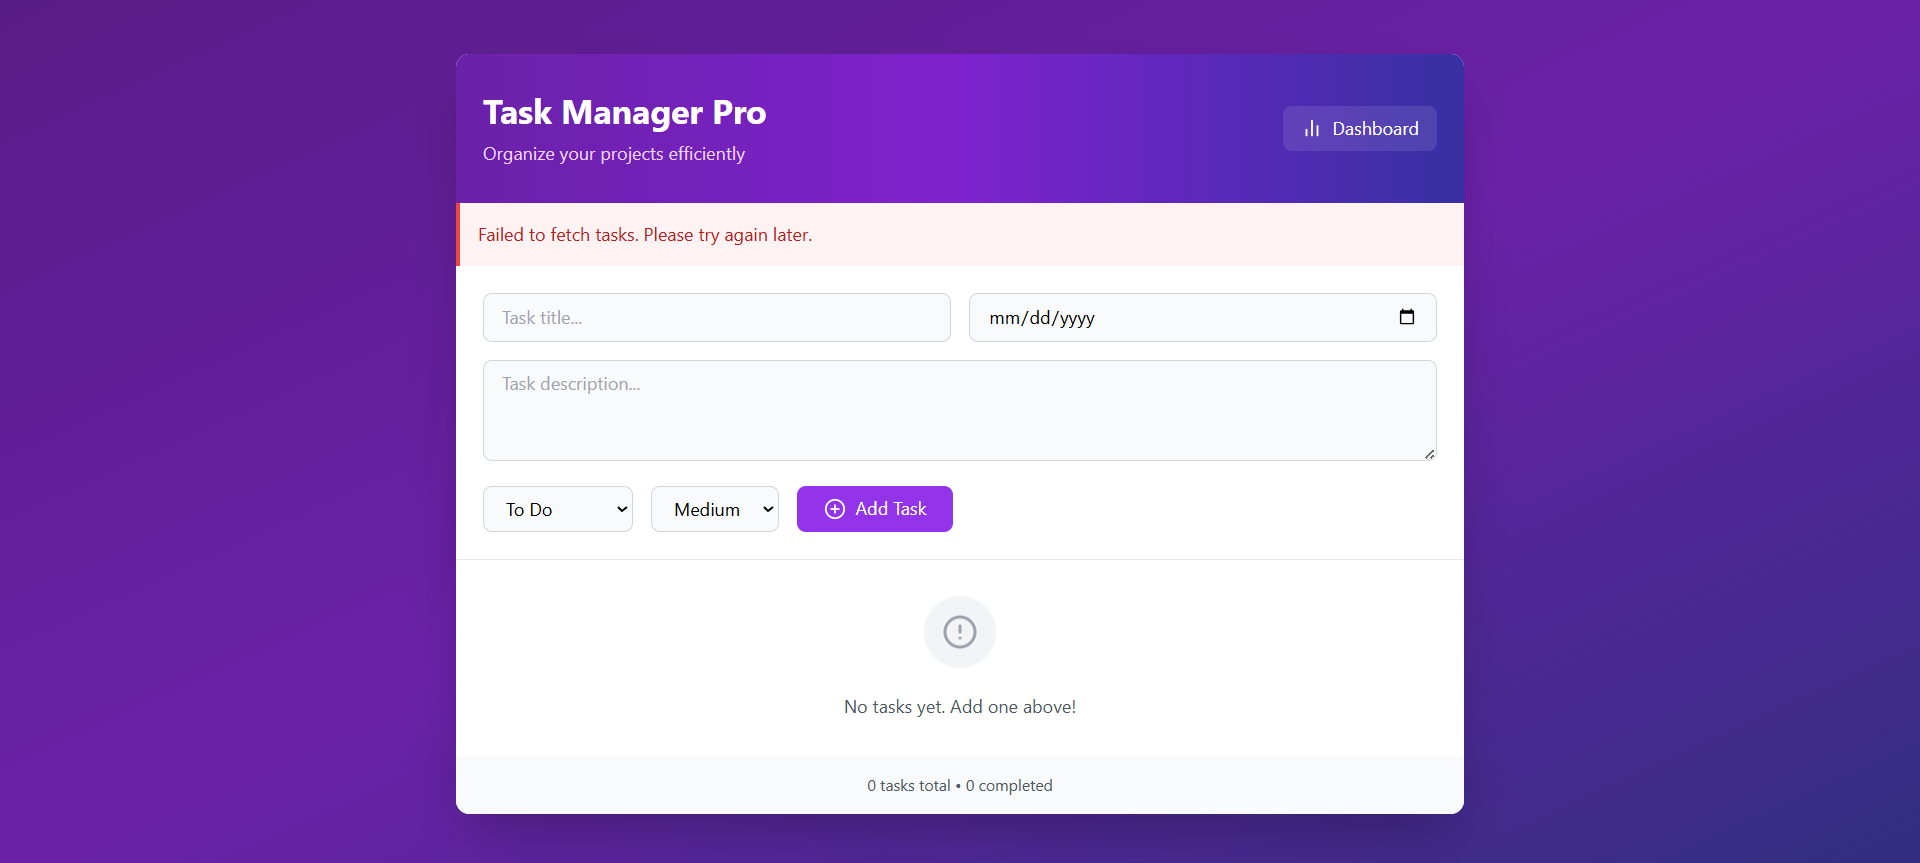 Task Manager Pro
Organize your projects efficiently
Dashboard
Failed to fetch tasks. Please try again later.
Task title...
mm/dd/yyyy
Task description...
To Do
Medium
Add Task
No tasks yet. Add one above!
0 tasks total • 0 completed